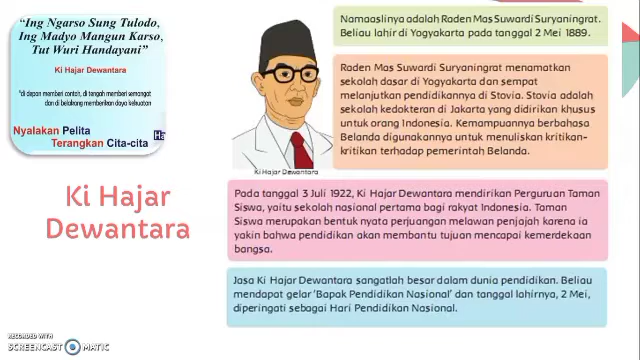 “Ing Ngarso Sung Tulodo,
Ing Madyo Mangun Karso,
Tut Wuri Handayani”
Ki Hajar Dewantara
"di depan memberi contoh, di tengah memberi semangat
dan di belakang memberikan daya kekuatan
Nyalakan Pelita
Terangkan Cita-cita
Ha
Ki Hajar
Dewantara
Ki Hajar Dewantara
Namaaslinya adalah Raden Mas Suwardi Suryaningrat.
Beliau lahir di Yogyakarta pada tanggal 2 Mei 1889.
Raden Mas Suwardi Suryaningrat menamatkan
sekolah dasar di Yogyakarta dan sempat
melanjutkan pendidikannya di Stovia. Stovia adalah
sekolah kedokteran di Jakarta yang didirikan khusus
untuk orang Indonesia. Kemampuannya berbahasa
Belanda digunakannya untuk menuliskan kritikan-
kritikan terhadap pemerintah Belanda.
Pada tanggal 3 Juli 1922, Ki Hajar Dewantara mendirikan Perguruan Taman
Siswa, yaitu sekolah nasional pertama bagi rakyat Indonesia. Taman
Siswa merupakan bentuk nyata perjuangan melawan penjajah karena ia
yakin bahwa pendidikan akan membantu tujuan mencapai kemerdekaan
bangsa.
Jasa Ki Hajar Dewantara sangatlah besar dalam dunia pendidikan. Beliau
mendapat gelar ‘Bapak Pendidikan Nasional’ dan tanggal lahirnya, 2 Mei,
diperingati sebagai Hari Pendidikan Nasional.
RECORDED WITH
SCREENCAST MATIC